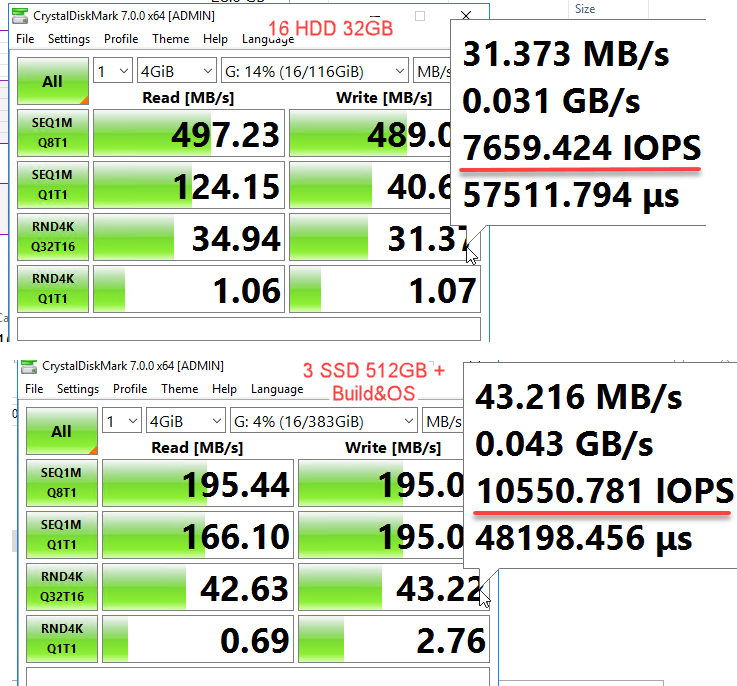 Size
CrystalDiskMark 7.0.0 x64 [ADMIN]
File Settings Profile Theme Help Language
16 HDD 32GB
All
1 4GiB G: 14% (16/116GiB) MB/s
Read [MB/s] Write [MB/s]
SEQ1M
Q8T1
497.23 489.0
SEQ1M
Q1T1
124.15 40.6
RND4K
Q32T16
34.94 31.37
RND4K
Q1T1
1.06 1.07
31.373 MB/s
0.031 GB/s
7659.424 IOPS
57511.794 µs
CrystalDiskMark 7.0.0 x64 [ADMIN]
File Settings Profile Theme Help Language
3 SSD 512GB +
Build&OS
All
1 4GiB G: 4% (16/383GiB) MB/s
Read [MB/s] Write [MB/s]
SEQ1M
Q8T1
195.44 195.0
SEQ1M
Q1T1
166.10 195.0
RND4K
Q32T16
42.63 43.22
RND4K
Q1T1
0.69 2.76
43.216 MB/s
0.043 GB/s
10550.781 IOPS
48198.456 µs